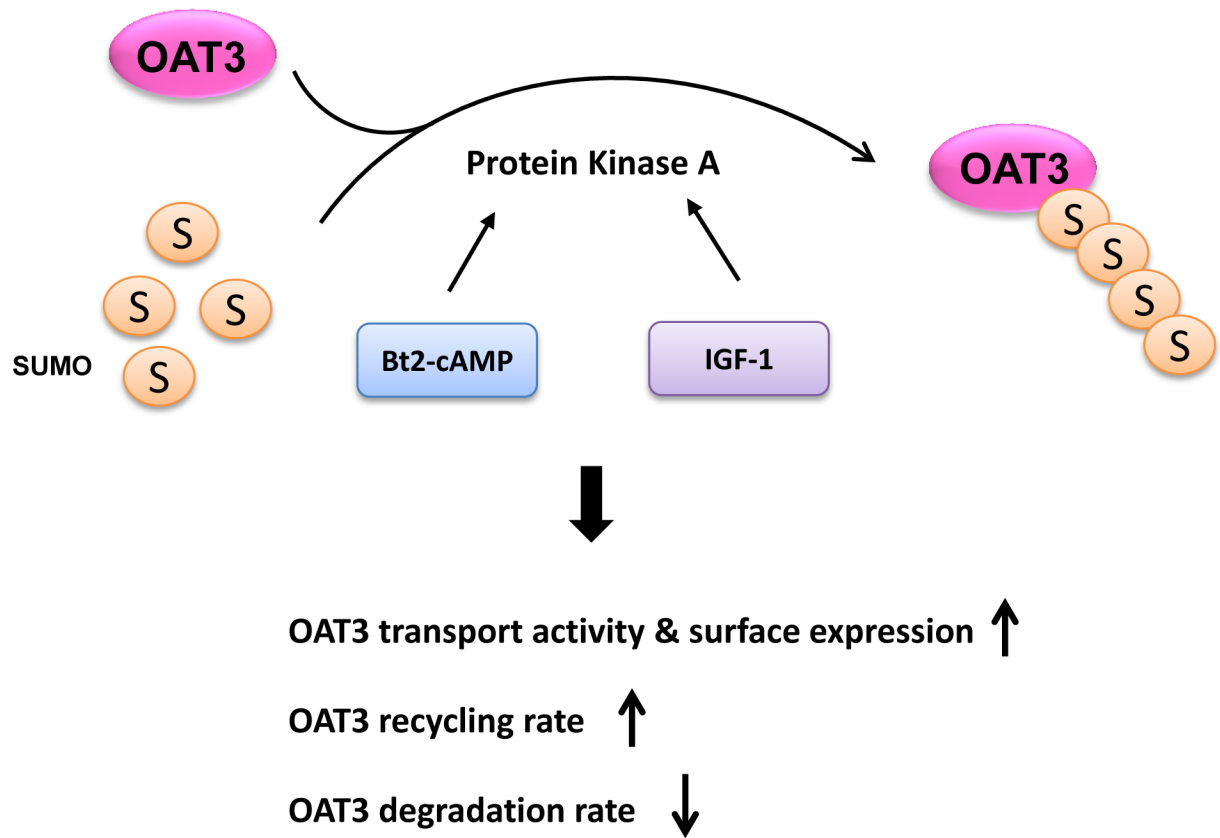 OAT3
Protein Kinase A
OAT3
S
S
S
S
S
S
S
S
SUMO
Bt2-cAMP
IGF-1
OAT3 transport activity & surface expression
OAT3 recycling rate
OAT3 degradation rate